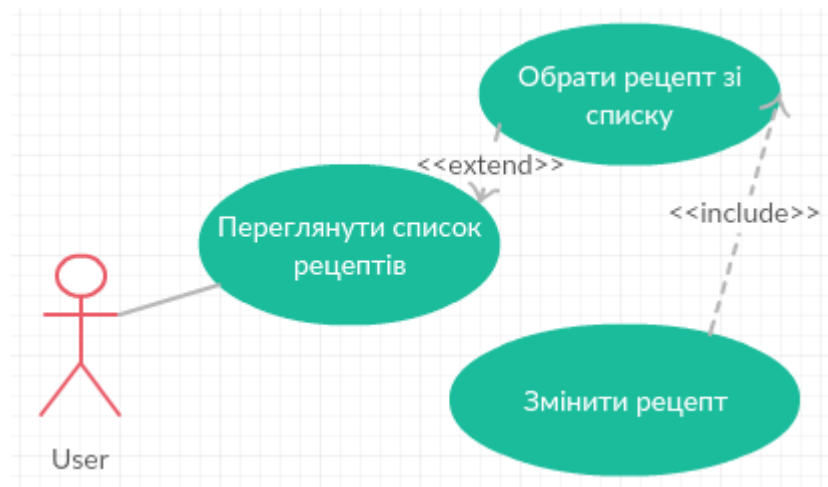 Обрати рецепт зі
списку
<<extend>>
Переглянути список
рецептів
<<include>>
Змінити рецепт
User